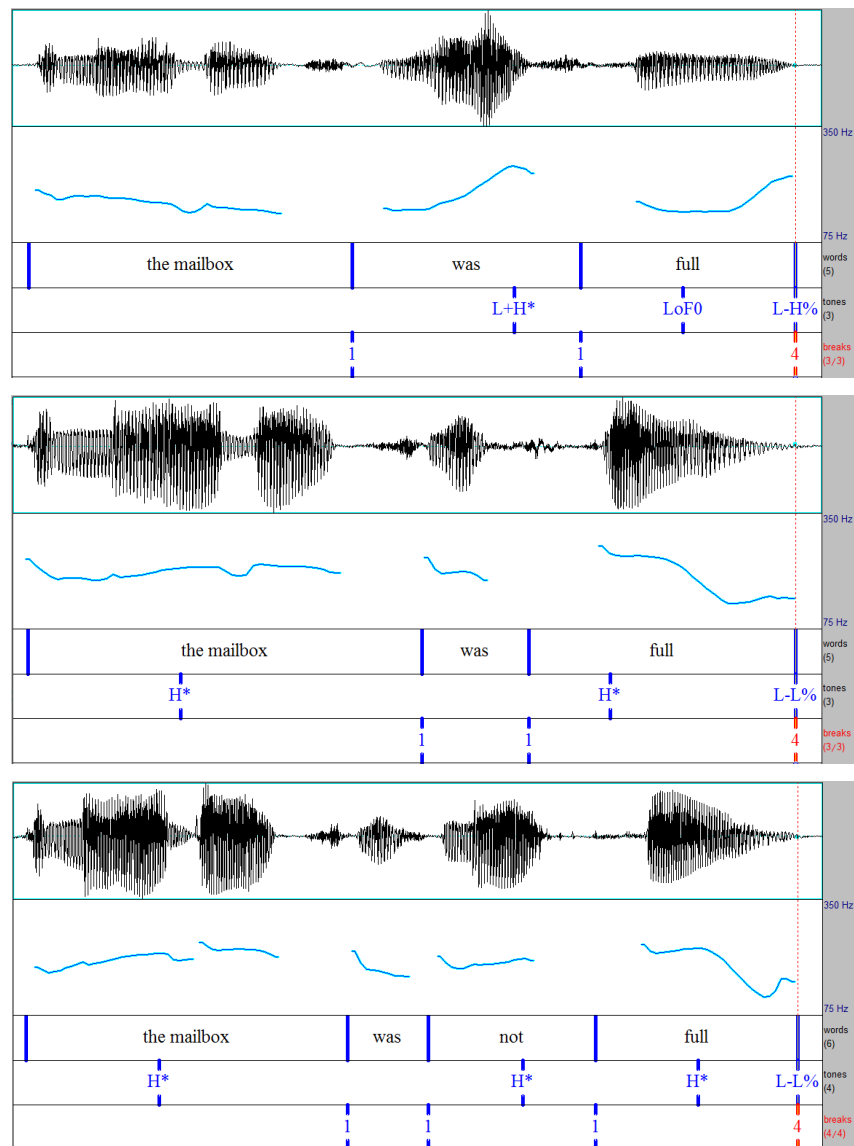 350 Hz
75 Hz
the mailbox was full words (5)
L+H* LoF0 L-H% tones (3)
1 1 4 breaks (3/3)
350 Hz
75 Hz
the mailbox was full words (5)
H* H* L-L% tones (3)
1 1 4 breaks (3/3)
350 Hz
75 Hz
the mailbox was not full words (6)
H* H* H* L-L% tones (4)
1 1 1 4 breaks (4/4)